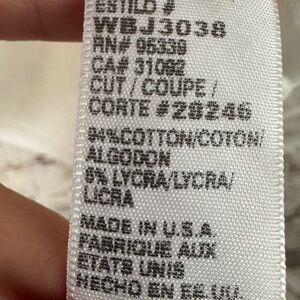 ESTILO #
WBJ3038
RN# 95338
CA# 31092
CUT / COUPE /
CORTE #28246
94% COTTON/COTON/
ALGODON
6% LYCRA/LYCRA/
LICRA
MADE IN U.S.A
FABRIQUE AUX
ETATS UNIS
HECHO EN EE.UU.